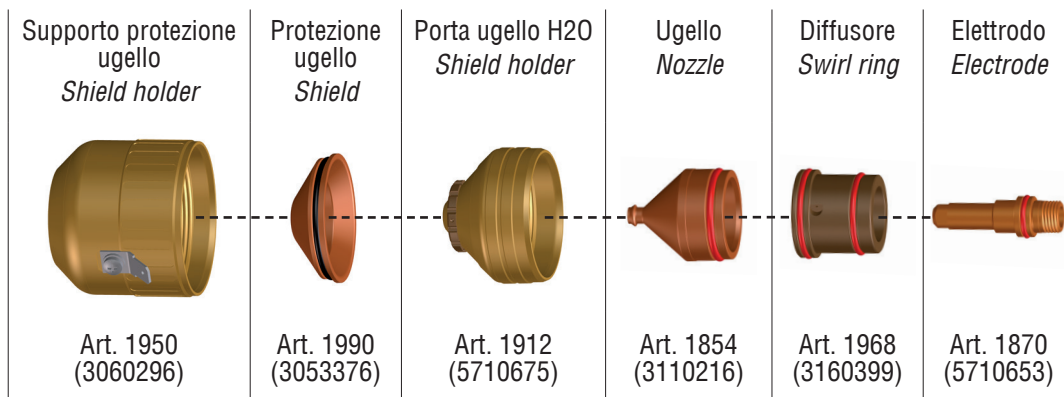 Supporto protezione
ugello
Shield holder
Art. 1950
(3060296)
Protezione
ugello
Shield
Art. 1990
(3053376)
Porta ugello H2O
Shield holder
Art. 1912
(5710675)
Ugello
Nozzle
Art. 1854
(3110216)
Diffusore
Swirl ring
Art. 1968
(3160399)
Elettrodo
Electrode
Art. 1870
(5710653)